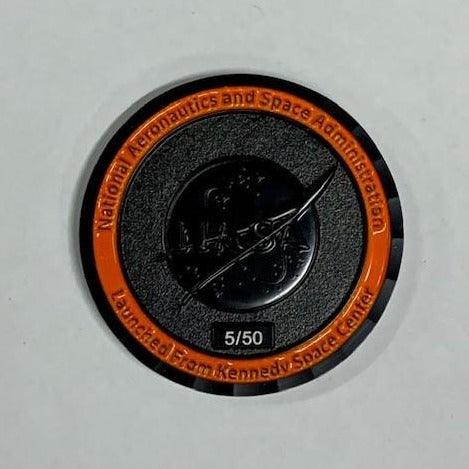 National Aeronautics and Space Administration
NASA
5/50
Launched From Kennedy Space Center